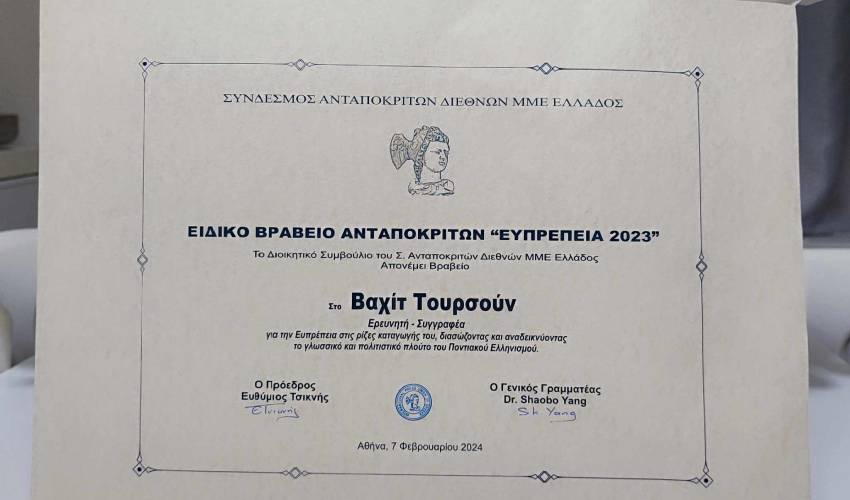 ΣΥΝΔΕΣΜΟΣ ΑΝΤΑΠΟΚΡΙΤΩΝ ΔΙΕΘΝΩΝ ΜΜΕ ΕΛΛΑΔΟΣ
ΕΙΔΙΚΟ ΒΡΑΒΕΙΟ ΑΝΤΑΠΟΚΡΙΤΩΝ “ΕΥΠΡΕΠΕΙΑ 2023”
Το Διοικητικό Συμβούλιο του Σ. Ανταποκριτών Διεθνών ΜΜΕ Ελλάδος
Απονέμει Βραβείο
Στο Βαχίτ Τουρσούν
Ερευνητή - Συγγραφέα
για την Ευπρέπεια στις ρίζες καταγωγής του, διασώζοντας και αναδεικνύοντας
το γλωσσικό και πολιτιστικό πλούτο του Ποντιακού Ελληνισμού.
Ο Πρόεδρος
Ευθύμιος Τσικνής
Ο Γενικός Γραμματέας
Dr. Shaobo Yang
Sh Yang
Αθήνα, 7 Φεβρουαρίου 2024